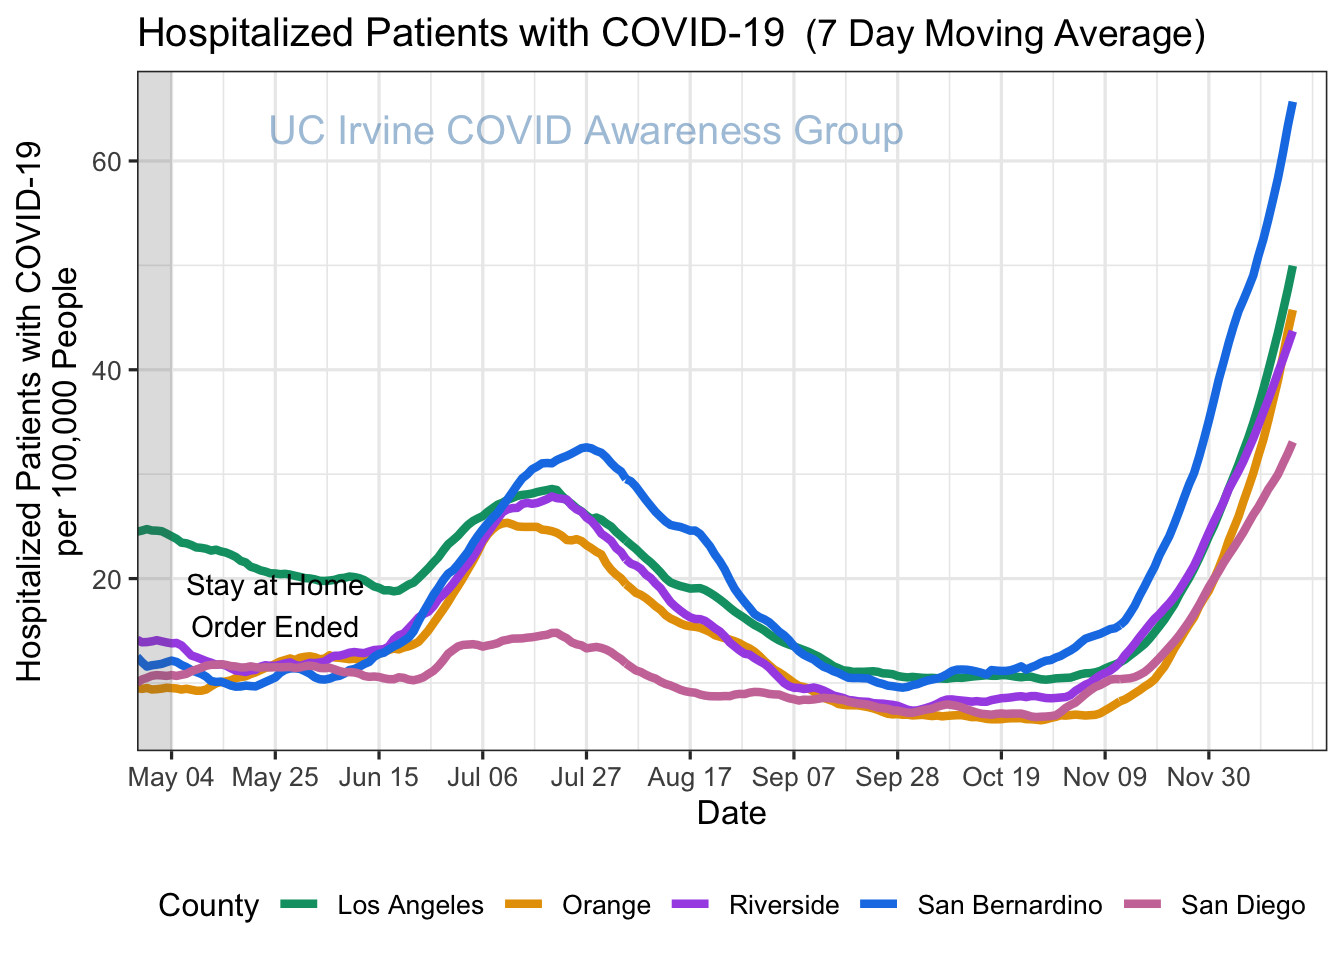 Hospitalized Patients with COVID-19 (7 Day Moving Average)
Hospitalized Patients with COVID-19
per 100,000 People
UC Irvine COVID Awareness Group
60
40
20
Stay at Home
Order Ended
May 04 May 25 Jun 15 Jul 06 Jul 27 Aug 17 Sep 07 Sep 28 Oct 19 Nov 09 Nov 30
Date
County Los Angeles Orange Riverside San Bernardino San Diego